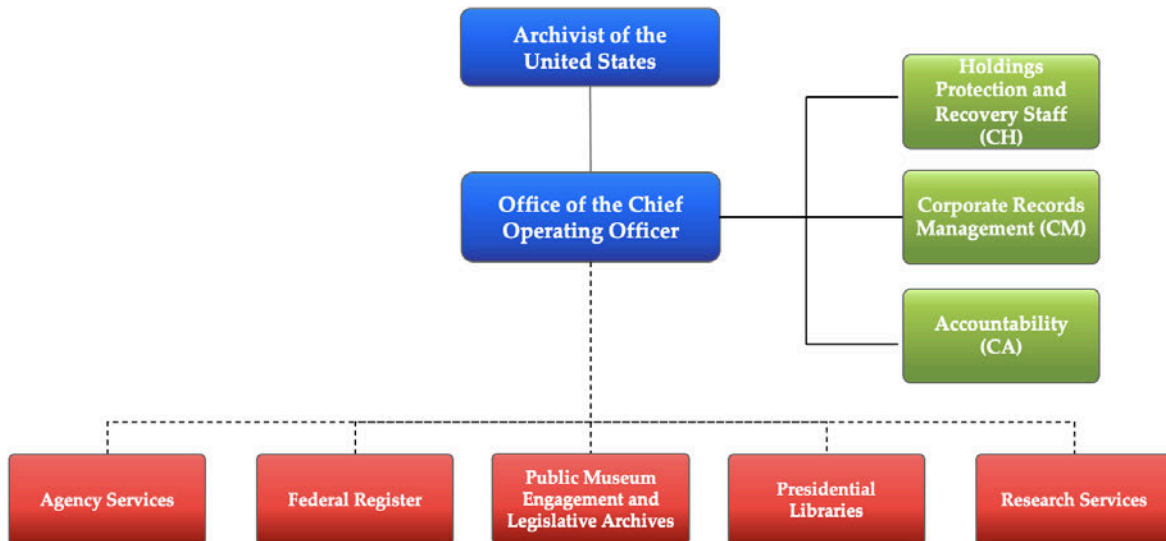 Archivist of the
United States
Holdings
Protection and
Recovery Staff
(CH)
Office of the Chief
Operating Officer
Corporate Records
Management (CM)
Accountability
(CA)
Agency Services
Federal Register
Public Museum
Engagement and
Legislative Archives
Presidential
Libraries
Research Services